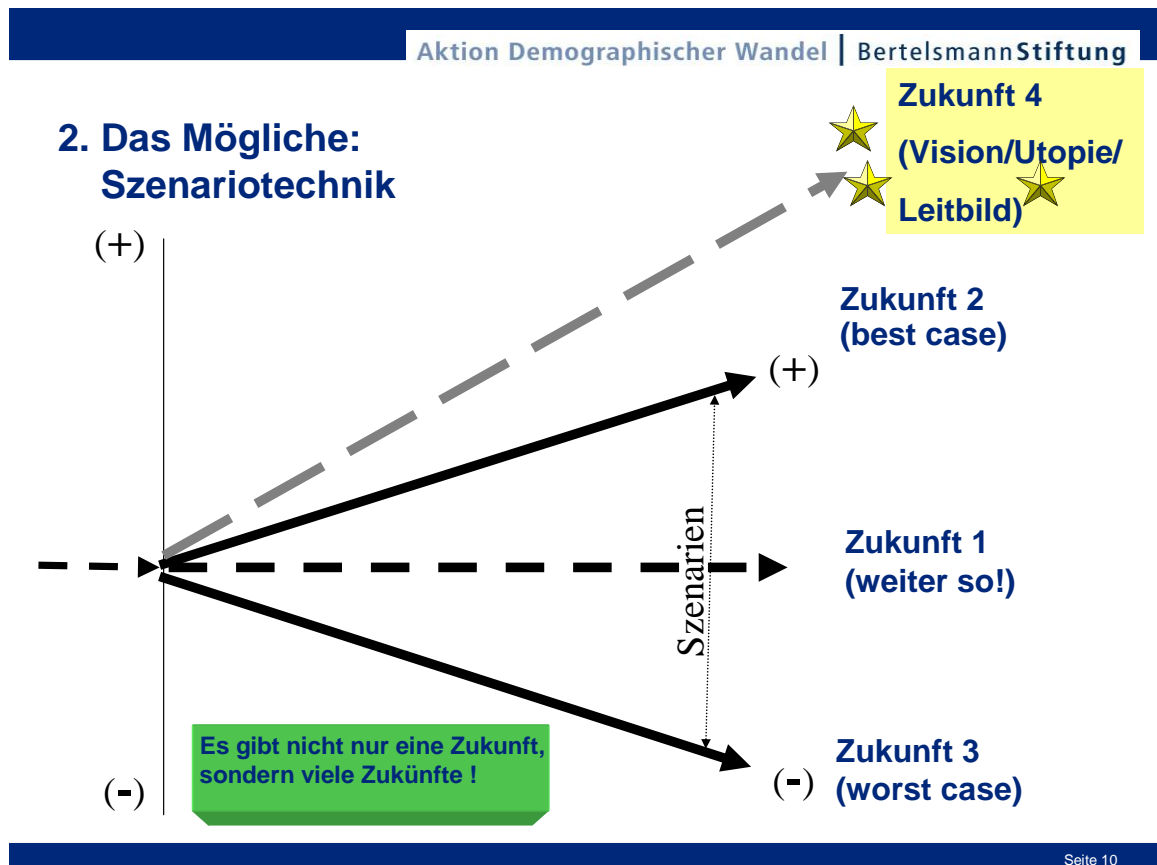 Aktion Demographischer Wandel | BertelsmannStiftung
2. Das Mögliche:
Szenariotechnik
Zukunft 4
(Vision/Utopie/
Leitbild)
(+)
Zukunft 2
(best case)
(+)
Szenarien
Zukunft 1
(weiter so!)
Es gibt nicht nur eine Zukunft,
sondern viele Zukünfte !
Zukunft 3
(worst case)
(-)
(-)
Seite 10